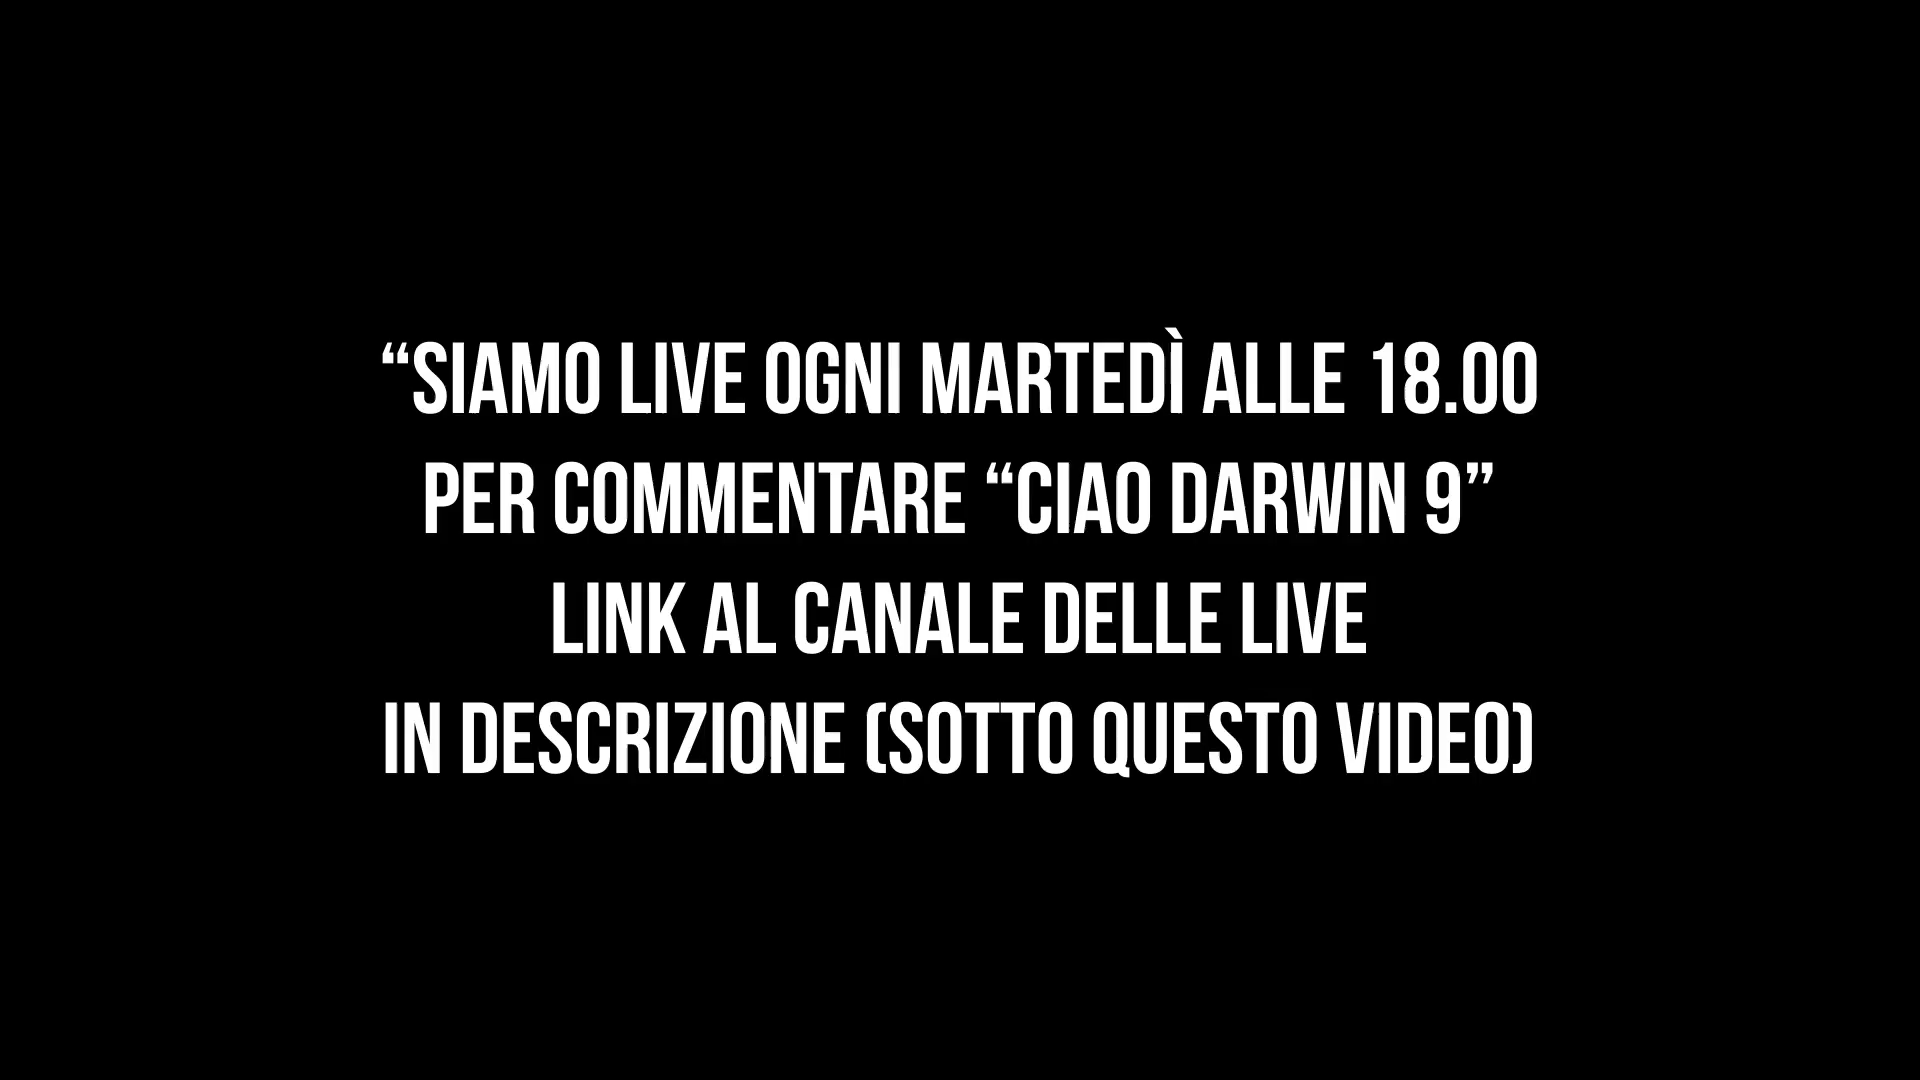 “SIAMO LIVE OGNI MARTEDÌ ALLE 18.00
PER COMMENTARE “CIAO DARWIN 9”
LINK AL CANALE DELLE LIVE
IN DESCRIZIONE (SOTTO QUESTO VIDEO)